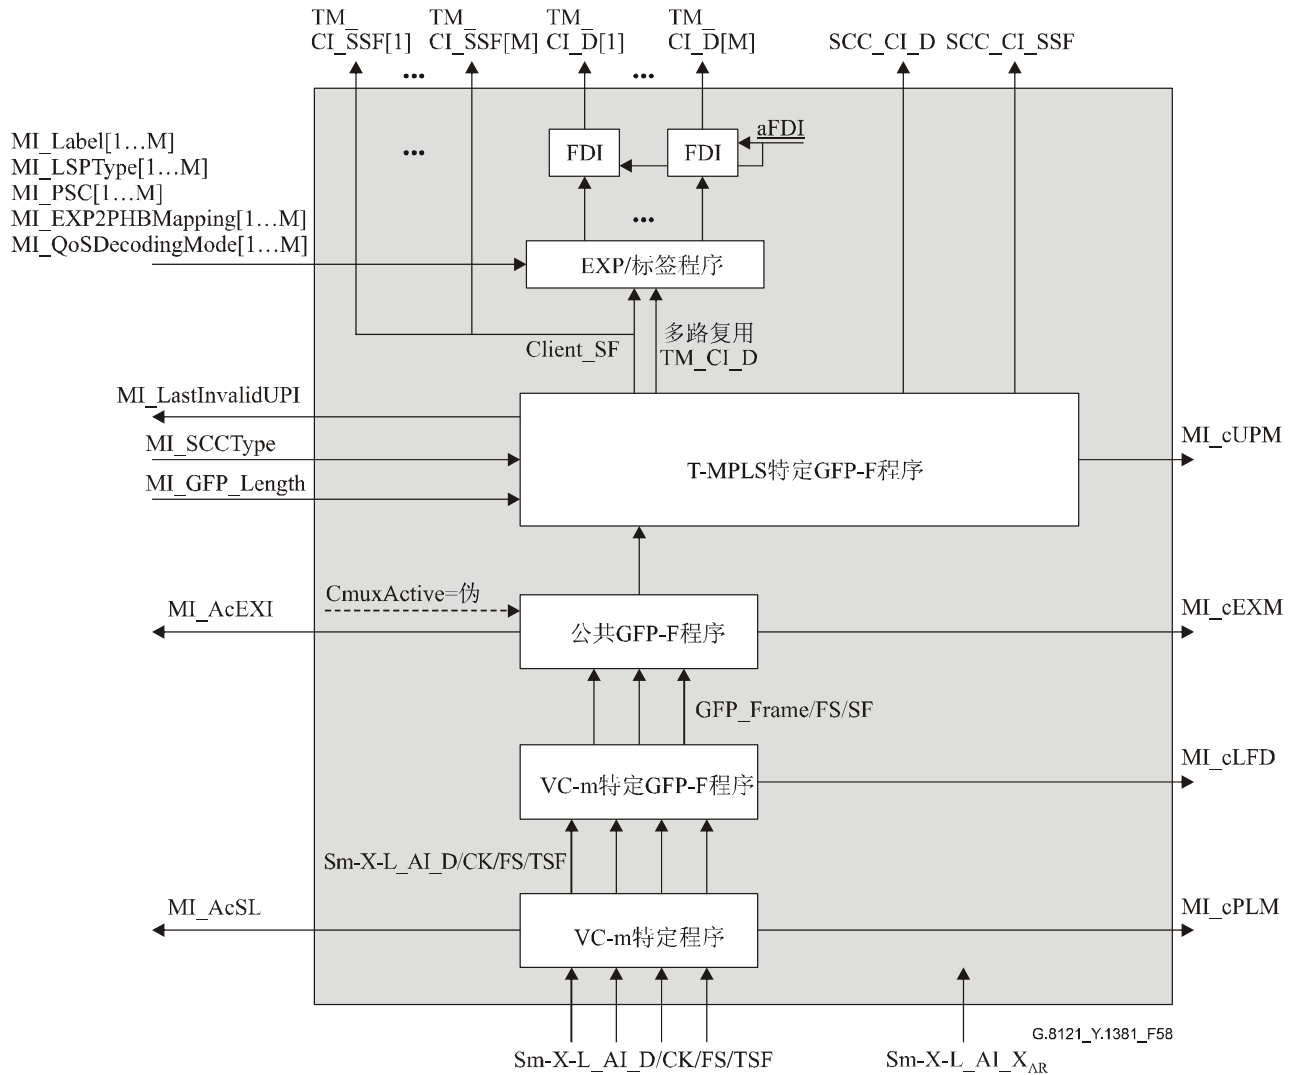 TM_
CI_SSF[1]
TM_
CI_SSF[M]
TM_
CI_D[1]
TM_
CI_D[M]
SCC_CI_D
SCC_CI_SSF
...
...
MI_Label[1…M]
MI_LSPType[1…M]
MI_PSC[1…M]
MI_EXP2PHBMapping[1…M]
MI_QoSDecodingMode[1…M]
...
aFDI
FDI
FDI
...
EXP/标签程序
Client_SF
多路复用
TM_CI_D
MI_LastInvalidUPI
MI_SCCType
MI_GFP_Length
T-MPLS特定GFP-F程序
MI_cUPM
CmuxActive=伪
MI_AcEXI
公共GFP-F程序
MI_cEXM
GFP_Frame/FS/SF
VC-m特定GFP-F程序
MI_cLFD
Sm-X-L_AI_D/CK/FS/TSF
MI_AcSL
VC-m特定程序
MI_cPLM
G.8121_Y.1381_F58
Sm-X-L_AI_D/CK/FS/TSF
Sm-X-L_AI_XAR